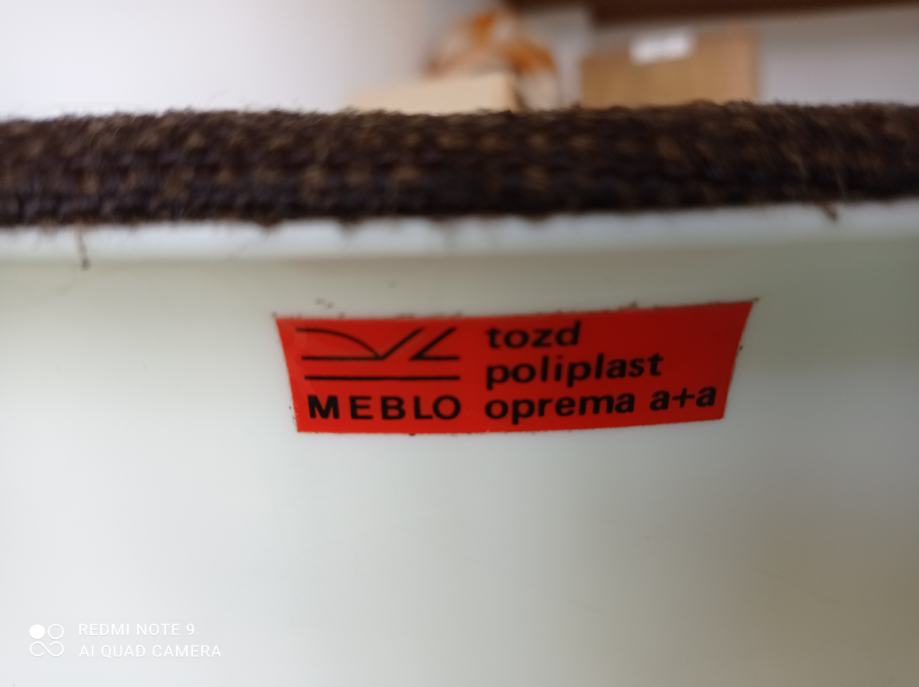 MEBLO
tozd
poliplast
oprema a+a
REDMI NOTE 9
AI QUAD CAMERA